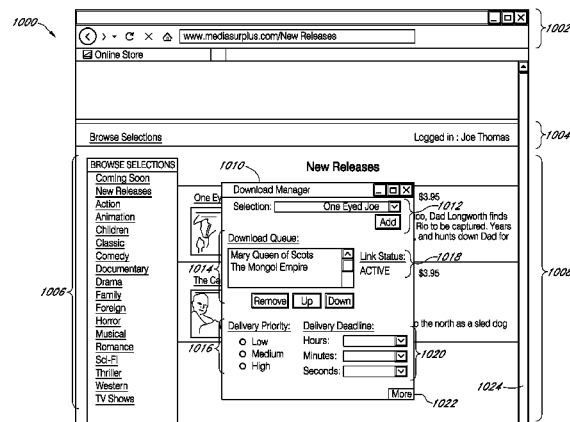 1000
1002
www.mediasurplus.com/New Releases
Online Store
Browse Selections
Logged in : Joe Thomas
1004
BROWSE SELECTIONS
Coming Soon
New Releases
Action
Animation
Children
Classic
Comedy
Documentary
Drama
Family
Foreign
Horror
Musical
Romance
Sci-Fi
Thriller
Western
TV Shows
1006
1008
1010
New Releases
One Ey
$3.95
co, Dad Longworth finds
Rio to be captured. Years
and hunts down Dad for
The Ca
$3.95
o the north as a sled dog
Download Manager
Selection:
One Eyed Joe
1012
Add
Download Queue:
Mary Queen of Scots
The Mongol Empire
1014
Link Status:
1018
ACTIVE
Remove
Up
Down
Delivery Priority:
Low
Medium
High
1016
Delivery Deadline:
Hours:
Minutes:
Seconds:
1020
More
1022
1024